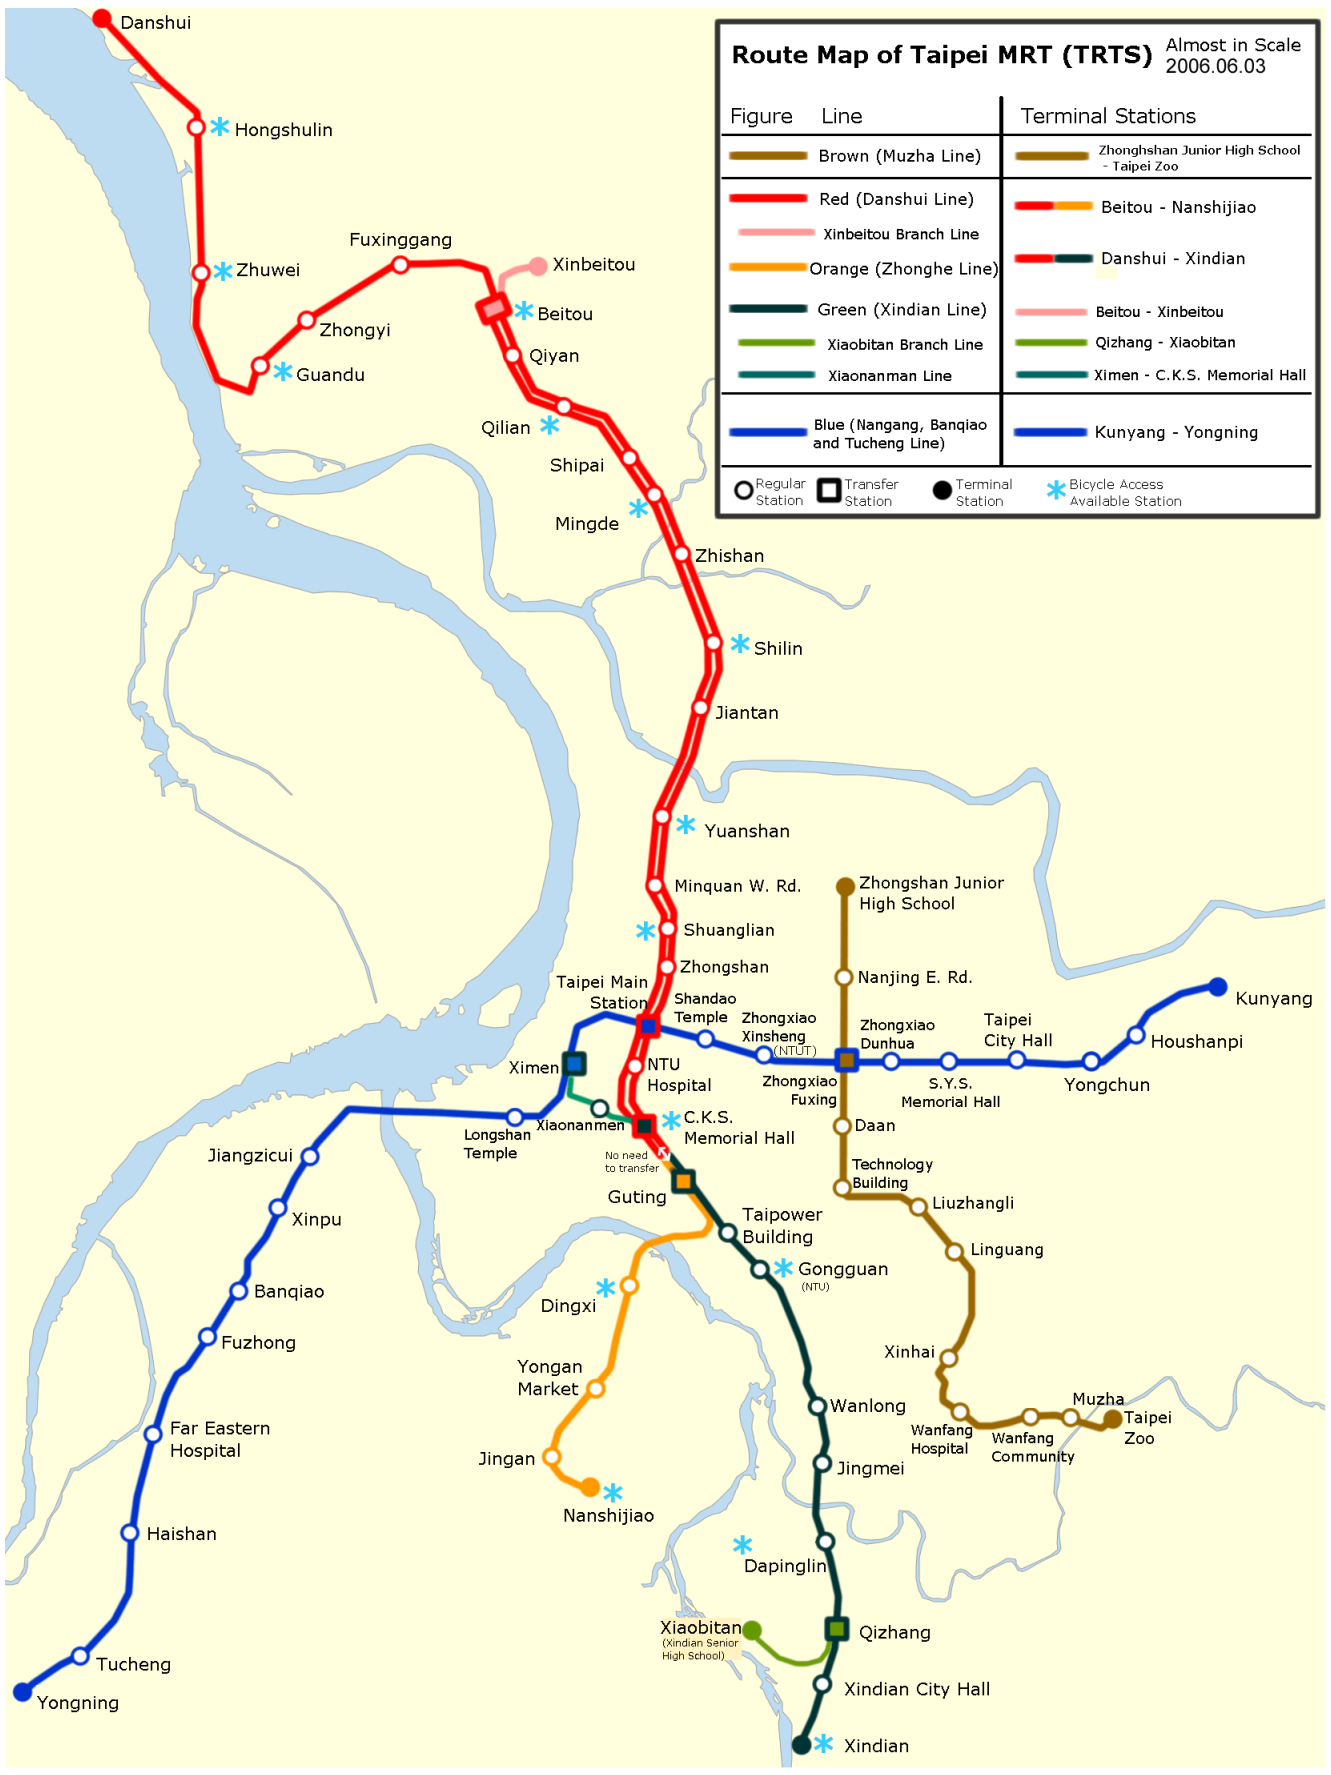 Route Map of Taipei MRT (TRTS)
Almost in Scale
2006.06.03
Figure
Line
Terminal Stations
Brown (Muzha Line)
Zhonghshan Junior High School
- Taipei Zoo
Red (Danshui Line)
Beitou - Nanshijiao
Xinbeitou Branch Line
Orange (Zhonghe Line)
Danshui - Xindian
Green (Xindian Line)
Beitou - Xinbeitou
Xiaobitan Branch Line
Qizhang - Xiaobitan
Xiaonanman Line
Ximen - C.K.S. Memorial Hall
Blue (Nangang, Banqiao
and Tucheng Line)
Kunyang - Yongning
Regular
Station
Transfer
Station
Terminal
Station
Bicycle Access
Available Station
Danshui
Hongshulin
Zhuwei
Fuxinggang
Xinbeitou
Beitou
Zhongyi
Qiyan
Guandu
Qilian
Shipai
Mingde
Zhishan
Shilin
Jiantan
Yuanshan
Minquan W. Rd.
Shuanglian
Zhongshan
Taipei Main
Station
Shandao
Temple
Zhongxiao
Xinsheng
(NTUT)
Zhongshan Junior
High School
Nanjing E. Rd.
Zhongxiao
Dunhua
Taipei
City Hall
Kunyang
Houshanpi
Yongchun
S.Y.S.
Memorial Hall
Zhongxiao
Fuxing
Ximen
NTU
Hospital
Xiaonanmen
C.K.S.
Memorial Hall
No need
to transfer
Longshan
Temple
Jiangzicui
Xinpu
Banqiao
Fuzhong
Far Eastern
Hospital
Haishan
Tucheng
Yongning
Guting
Taipower
Building
Gongguan
(NTU)
Dingxi
Yongan
Market
Jingan
Nanshijiao
Daan
Technology
Building
Liuzhangli
Linguang
Xinhai
Wanfang
Hospital
Wanfang
Community
Muzha
Taipei
Zoo
Wanlong
Jingmei
Dapinglin
Xiaobitan
(Xindian Senior
High School)
Qizhang
Xindian City Hall
Xindian